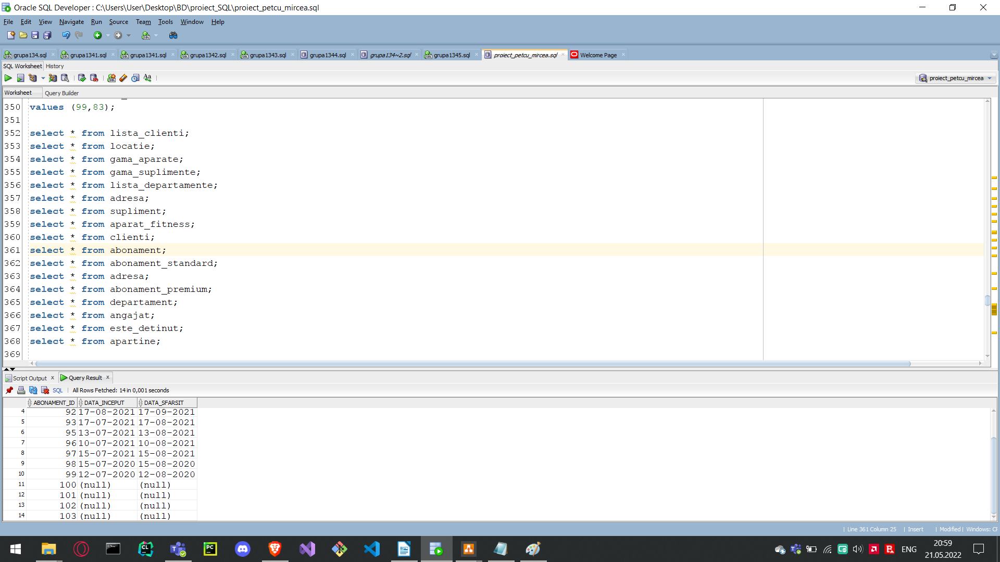 Oracle SQL Developer : C:\Users\User\Desktop\BD\proiect_SQL\proiect_petcu_mircea.sql
File Edit View Navigate Run Source Team Tools Window Help
grupa134.sql grupa1341.sql grupa1341.sql grupa1342.sql grupa1343.sql grupa1344.sql grupa134~2.sql grupa1345.sql proiect_petcu_mircea.sql Welcome Page
SQL Worksheet History
proiect_petcu_mircea
Worksheet Query Builder
350 values (99,83);
351
352 select * from lista_clienti;
353 select * from locatie;
354 select * from gama_aparate;
355 select * from gama_suplimente;
356 select * from lista_departamente;
357 select * from adresa;
358 select * from supliment;
359 select * from aparat_fitness;
360 select * from clienti;
361 select * from abonament;
362 select * from abonament_standard;
363 select * from adresa;
364 select * from abonament_premium;
365 select * from departament;
366 select * from angajat;
367 select * from este_detinut;
368 select * from apartine;
369
Script Output x Query Result x
SQL | All Rows Fetched: 14 in 0,001 seconds
ABONAMENT_ID DATA_INCEPUT DATA_SFARSIT
4 92 17-08-2021 17-09-2021
5 93 17-07-2021 17-08-2021
6 95 13-07-2021 13-08-2021
7 96 10-07-2021 10-08-2021
8 97 15-07-2021 15-08-2021
9 98 15-07-2020 15-08-2020
10 99 12-07-2020 12-08-2020
11 100 (null) (null)
12 101 (null) (null)
13 102 (null) (null)
14 103 (null) (null)
| Line 361 Column 25 | Insert | Modified | Windows:
ENG
20:59
21.05.2022